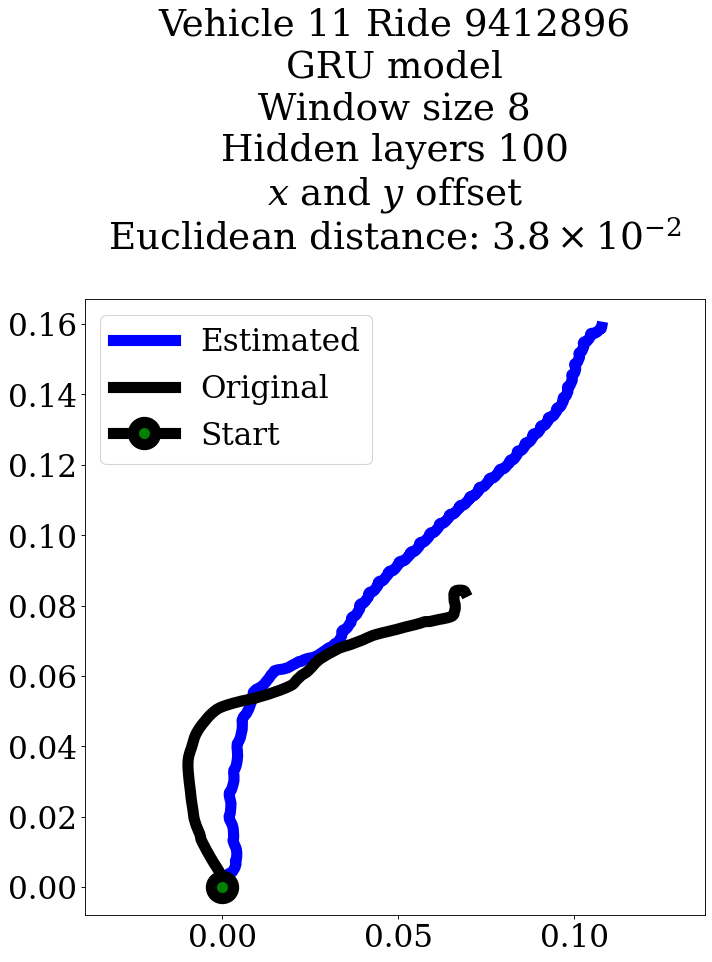 Vehicle 11 Ride 9412896
GRU model
Window size 8
Hidden layers 100
x and y offset
Euclidean distance: 3.8 × 10⁻²
Estimated
Original
Start
0.16
0.14
0.12
0.10
0.08
0.06
0.04
0.02
0.00
0.00 0.05 0.10